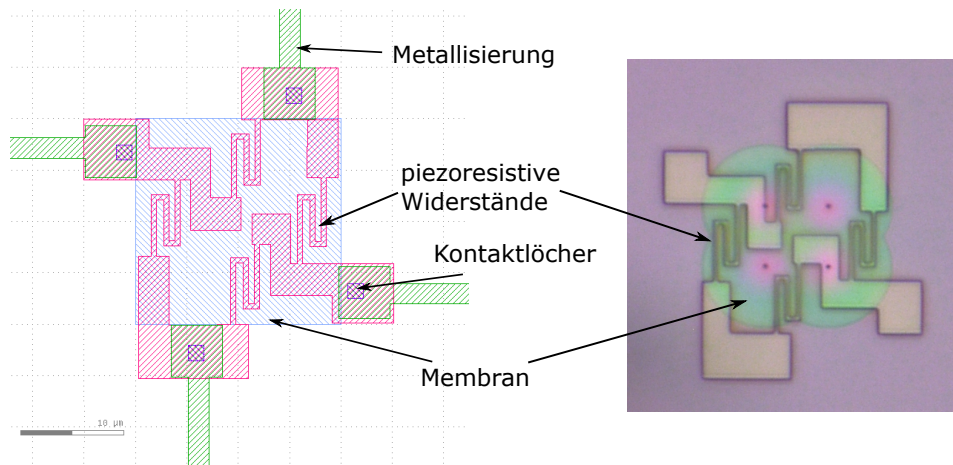 Metallisierung
piezoresistive
Widerstände
Kontaktlöcher
Membran
10 µm